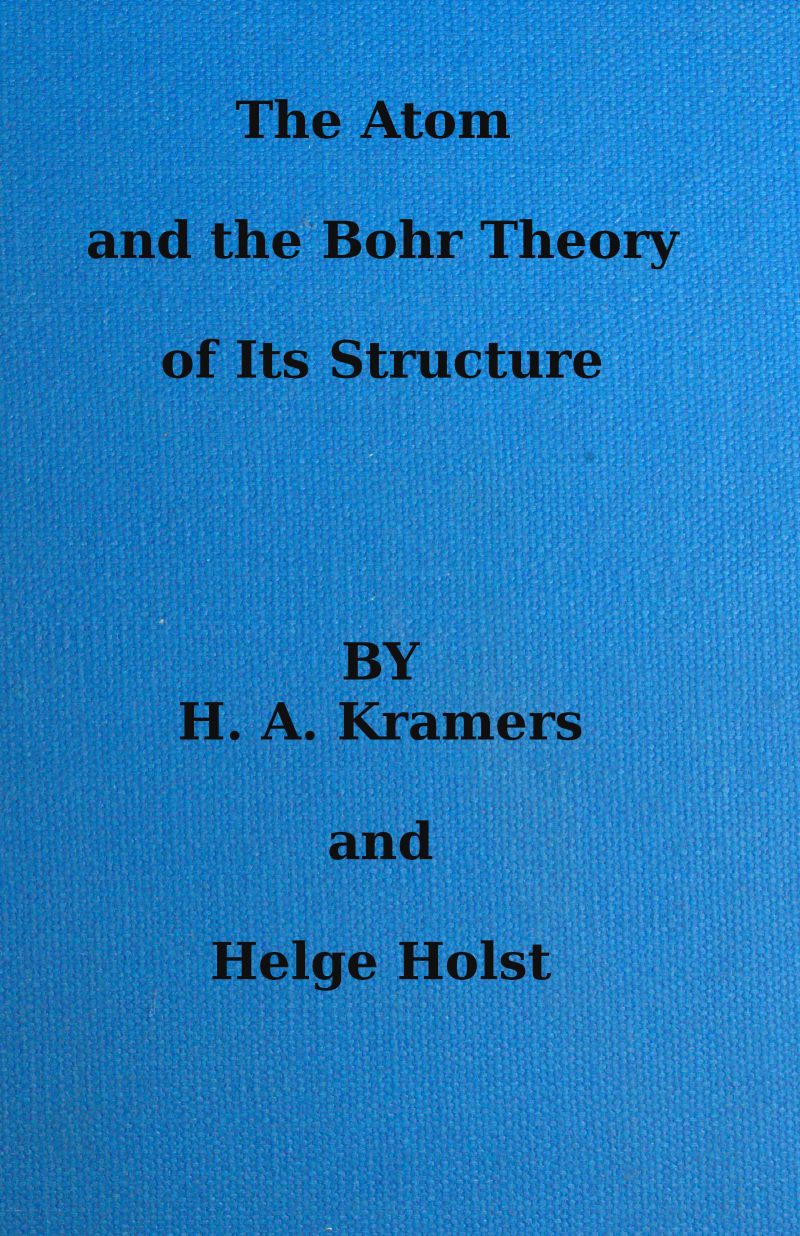 The Atom
and the Bohr Theory
of Its Structure
BY
H. A. Kramers
and
Helge Holst